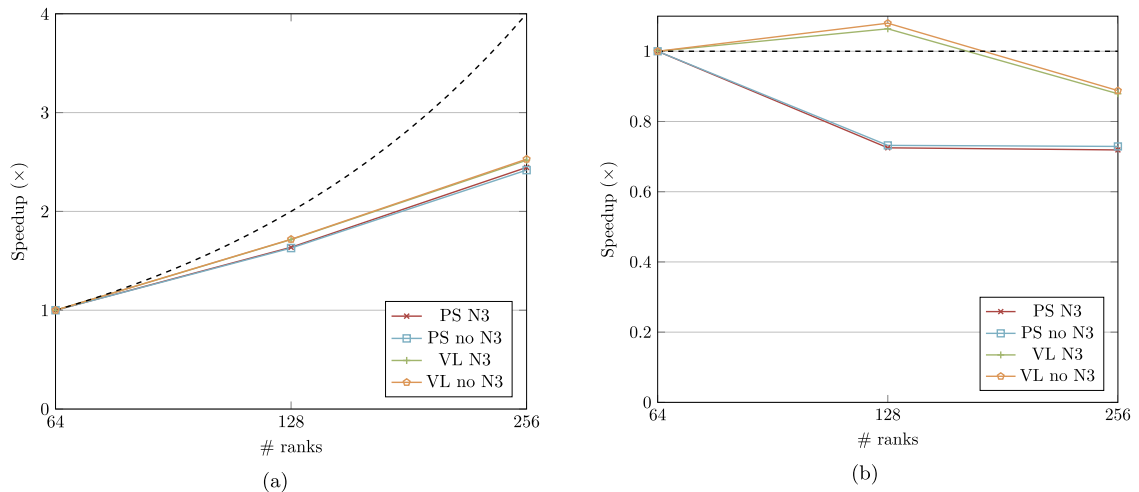 4
3
2
1
0
64
128
256
Speedup (×)
# ranks
PS N3
PS no N3
VL N3
VL no N3
(a)
1
0.8
0.6
0.4
0.2
0
64
128
256
Speedup (×)
# ranks
PS N3
PS no N3
VL N3
VL no N3
(b)